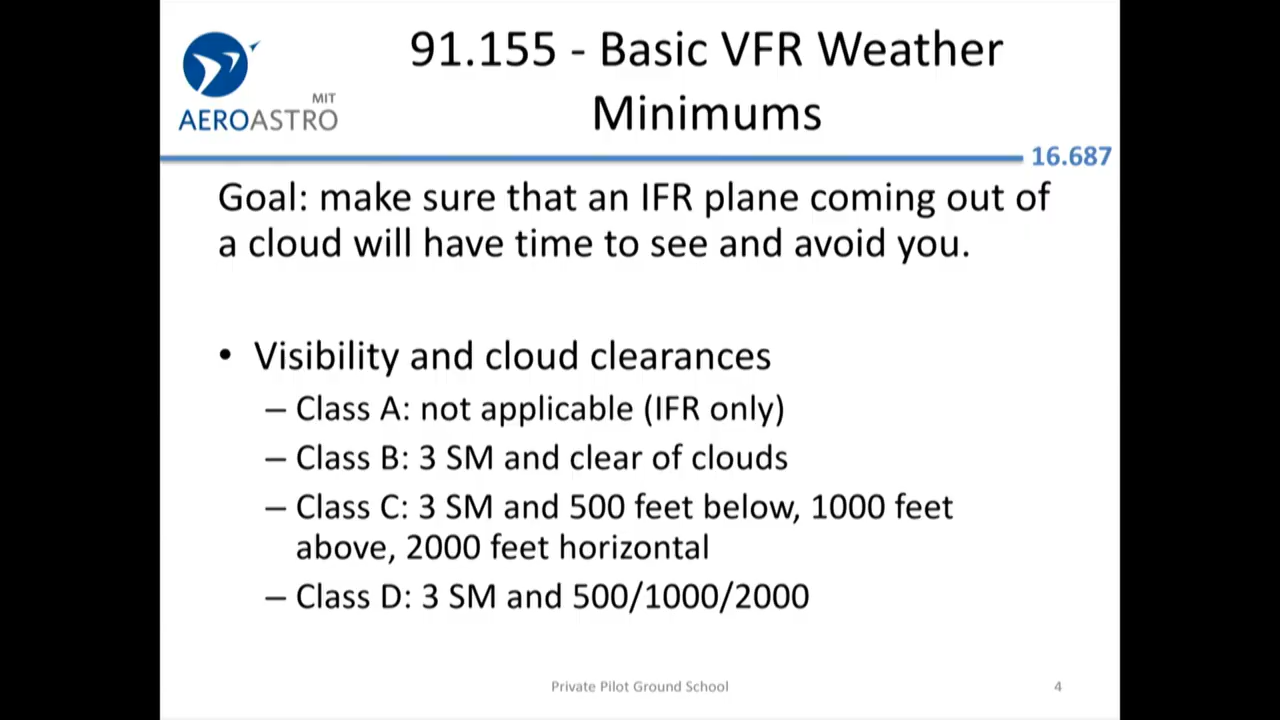 91.155 - Basic VFR Weather
Minimums
MIT
AEROASTRO
16.687
Goal: make sure that an IFR plane coming out of
a cloud will have time to see and avoid you.
• Visibility and cloud clearances
– Class A: not applicable (IFR only)
– Class B: 3 SM and clear of clouds
– Class C: 3 SM and 500 feet below, 1000 feet
above, 2000 feet horizontal
– Class D: 3 SM and 500/1000/2000
Private Pilot Ground School
4